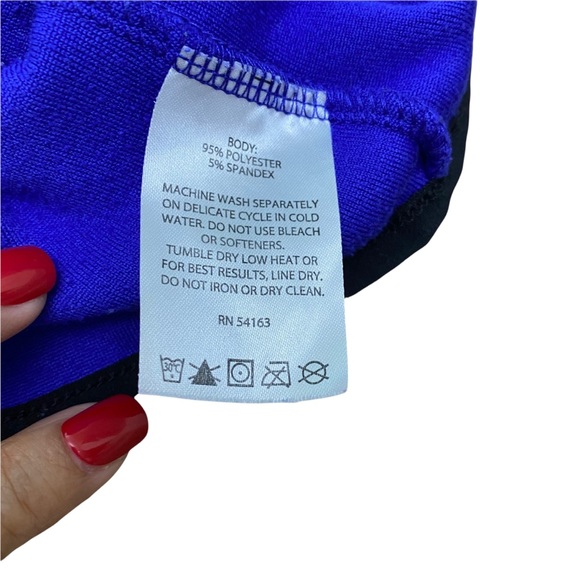 BODY:
95% POLYESTER
5% SPANDEX
MACHINE WASH SEPARATELY
ON DELICATE CYCLE IN COLD
WATER. DO NOT USE BLEACH
OR SOFTENERS.
TUMBLE DRY LOW HEAT OR
FOR BEST RESULTS, LINE DRY.
DO NOT IRON OR DRY CLEAN.
RN 54163
30°C